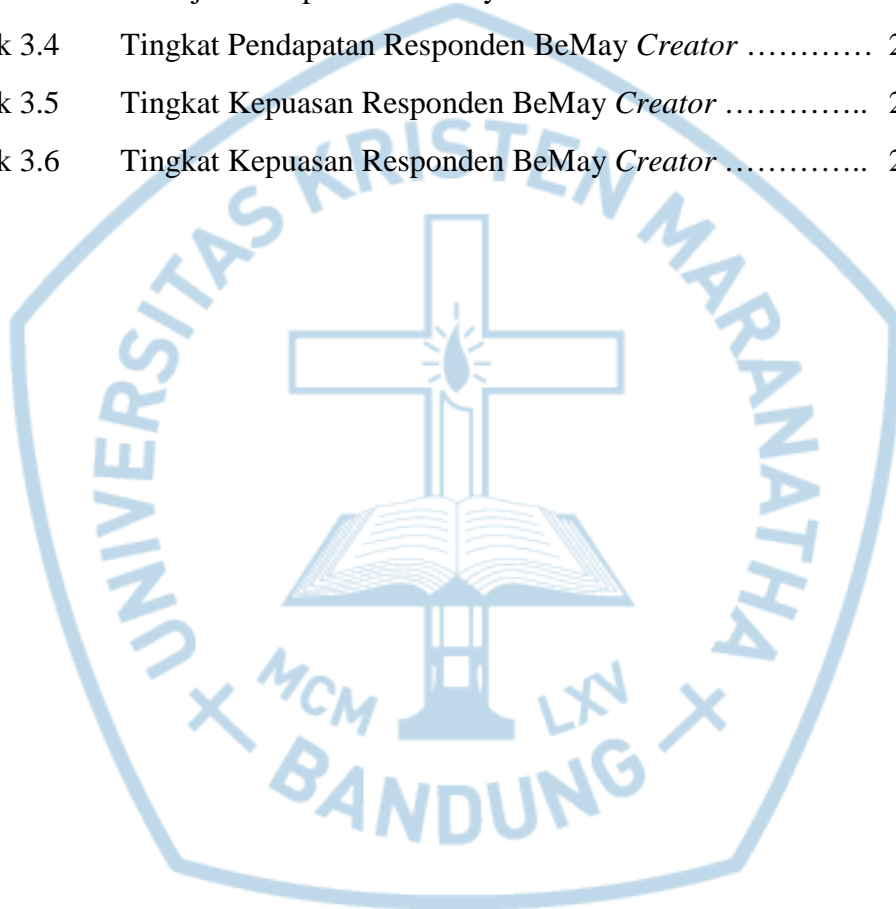 k 3.4 Tingkat Pendapatan Responden BeMay Creator ………… 2
k 3.5 Tingkat Kepuasan Responden BeMay Creator ………….. 2
k 3.6 Tingkat Kepuasan Responden BeMay Creator ………….. 2
UNIVERSITAS KRISTEN MARANATHA
MCM LXV
BANDUNG